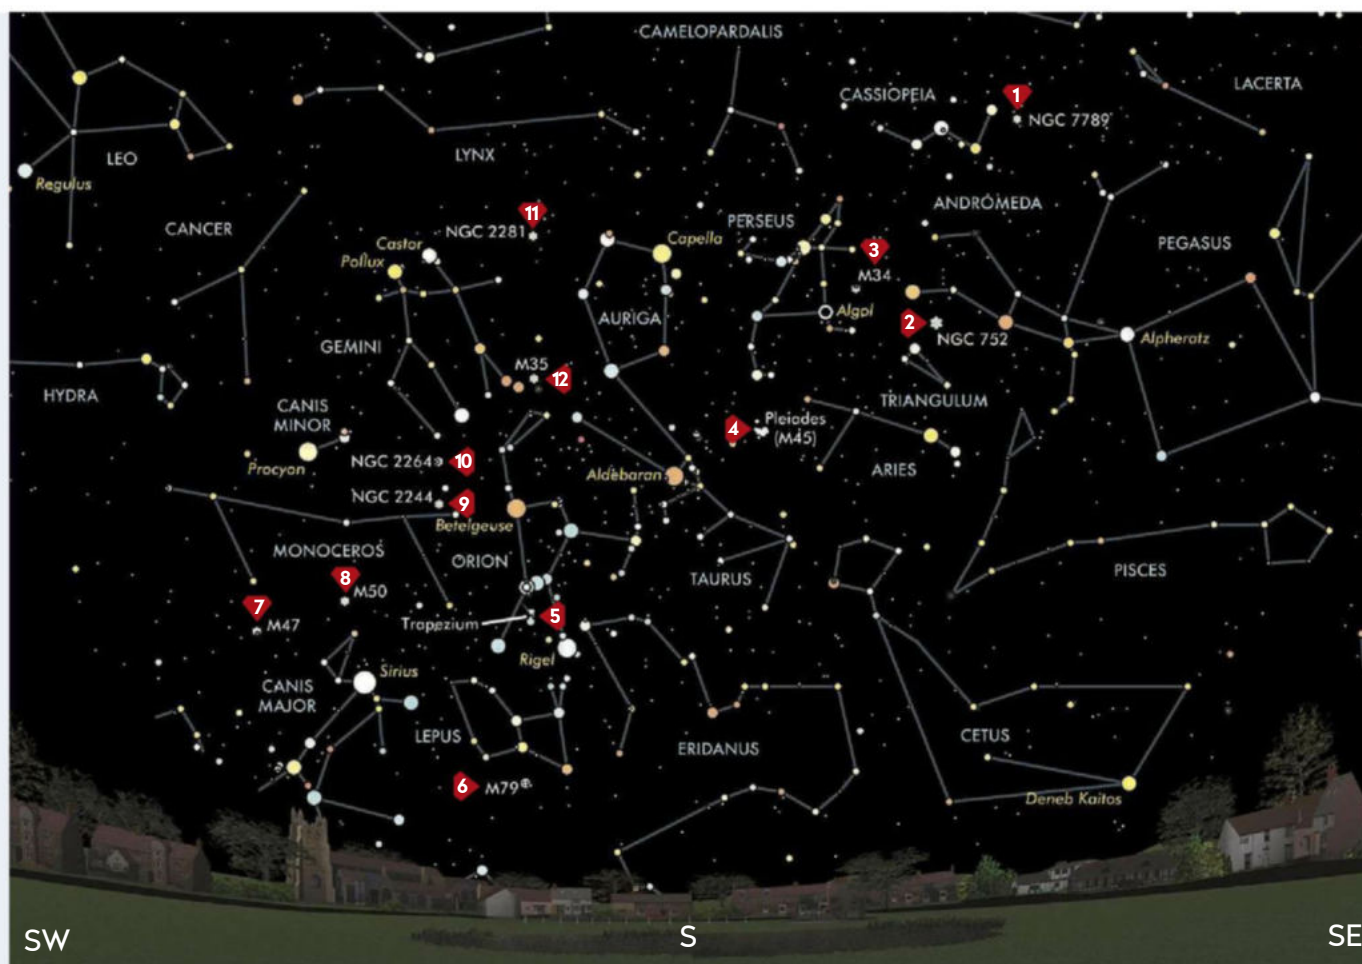 CAMELOPARDALIS
CASSIOPEIA
1
NGC 7789
LACERTA
LEO
Regulus
LYNX
CANCER
11
NGC 2281
Castor
Pollux
Capella
PERSEUS
3
M34
ANDROMEDA
PEGASUS
AURIGA
Algol
2
NGC 752
Alpheratz
GEMINI
M35
12
HYDRA
CANIS
MINOR
Procyon
4
Pleiades
(M45)
TRIANGULUM
ARIES
NGC 2264
10
NGC 2244
9
Aldebaran
Betelgeuse
MONOCEROS
ORION
TAURUS
PISCES
8
M50
7
M47
Trapezium
5
Rigel
Sirius
CANIS
MAJOR
LEPUS
ERIDANUS
CETUS
6
M79
Deneb Kaitos
SW
S
SE